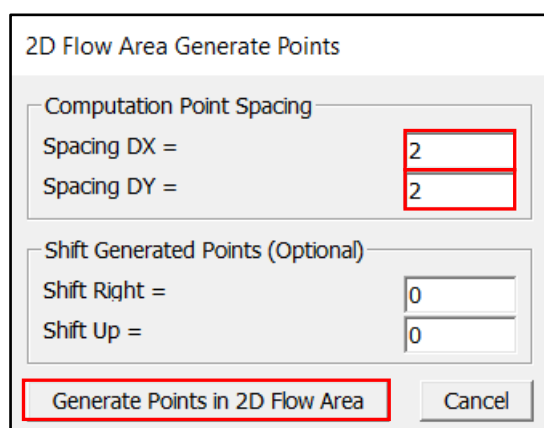 2D Flow Area Generate Points
Computation Point Spacing
Spacing DX = 2
Spacing DY = 2
Shift Generated Points (Optional)
Shift Right = 0
Shift Up = 0
Generate Points in 2D Flow Area Cancel